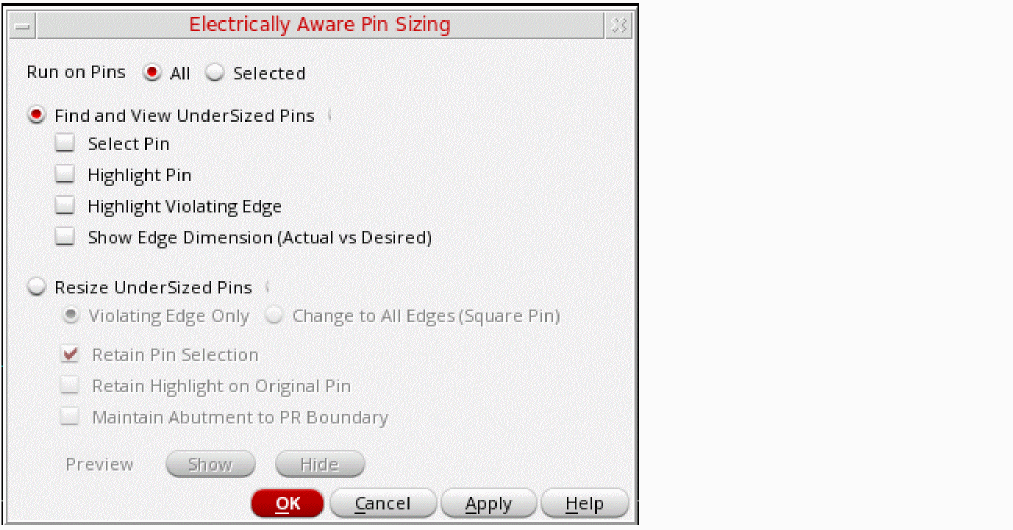 Electrically Aware Pin Sizing
Run on Pins All Selected
Find and View UnderSized Pins
Select Pin
Highlight Pin
Highlight Violating Edge
Show Edge Dimension (Actual vs Desired)
Resize UnderSized Pins
Violating Edge Only Change to All Edges (Square Pin)
Retain Pin Selection
Retain Highlight on Original Pin
Maintain Abutment to PR Boundary
Preview Show Hide
OK Cancel Apply Help